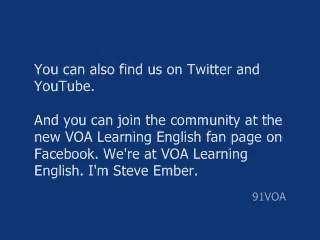 You can also find us on Twitter and
YouTube.
And you can join the community at the
new VOA Learning English fan page on
Facebook. We're at VOA Learning
English. I'm Steve Ember.
91VOA